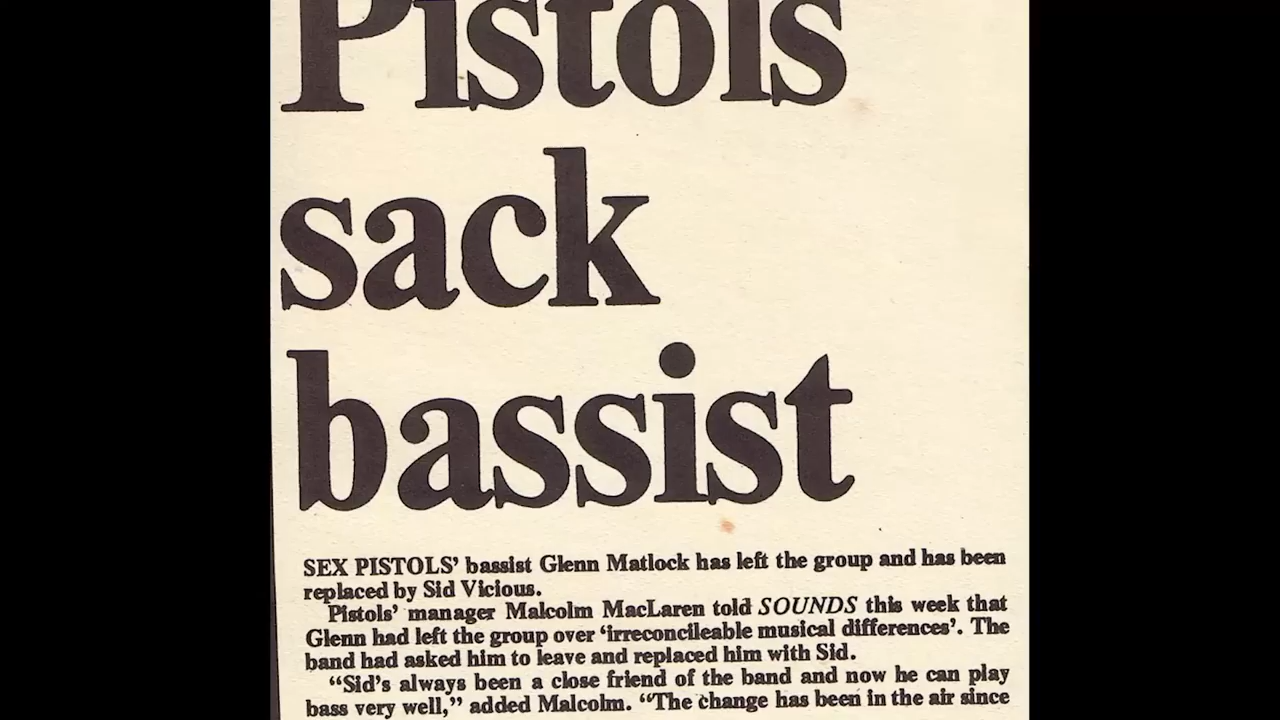 Pistols
sack
bassist
SEX PISTOLS' bassist Glenn Matlock has left the group and has been
replaced by Sid Vicious.
Pistols' manager Malcolm MacLaren told SOUNDS this week that
Glenn had left the group over 'irreconcileable musical differences'. The
band had asked him to leave and replaced him with Sid.
"Sid's always been a close friend of the band and now he can play
bass very well," added Malcolm. "The change has been in the air since